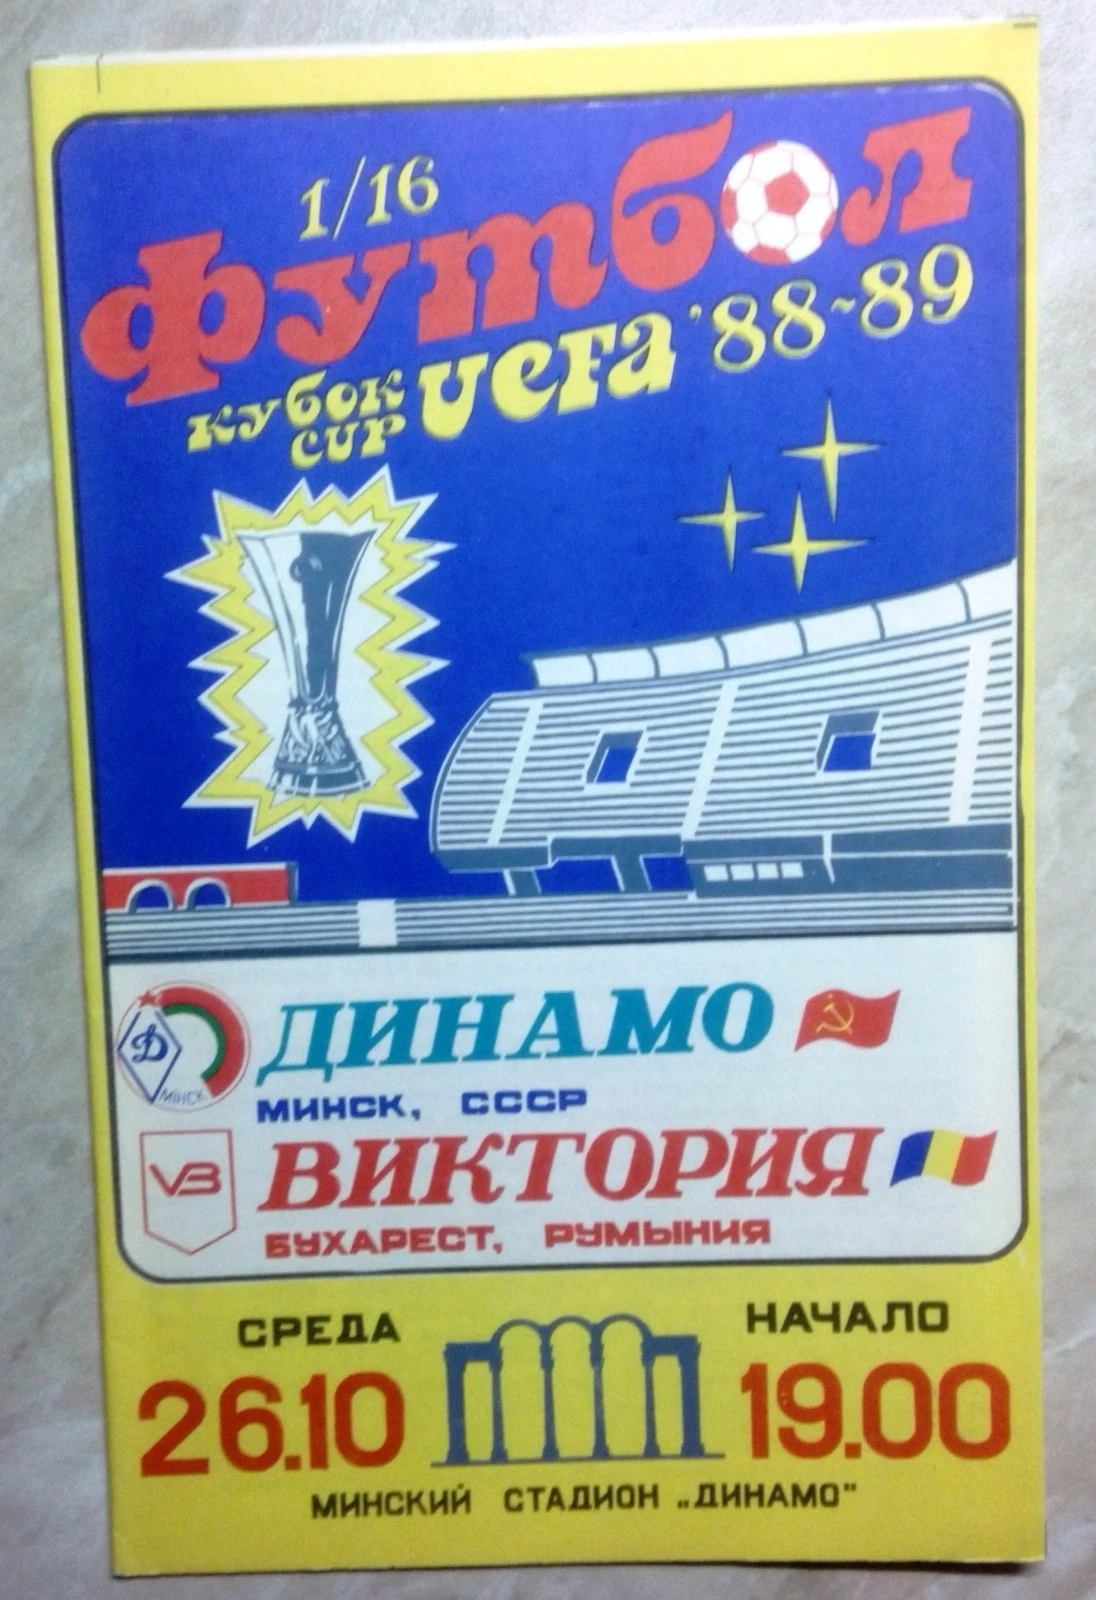 1/16
футбол
кубок
cup
uefa '88-89
Д
МІНСК
ДИНАМО
МИНСК, СССР
VB
ВИКТОРИЯ
БУХАРЕСТ, РУМЫНИЯ
СРЕДА
НАЧАЛО
26.10
19.00
МИНСКИЙ СТАДИОН „ДИНАМО"